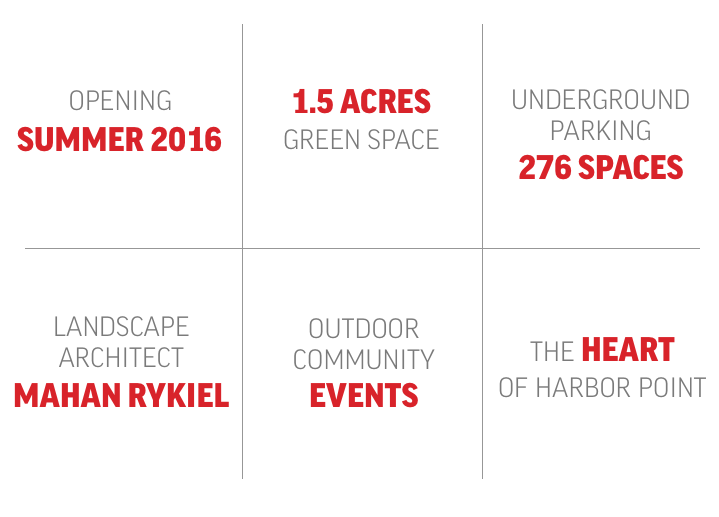 OPENING
SUMMER 2016
1.5 ACRES
GREEN SPACE
UNDERGROUND
PARKING
276 SPACES
LANDSCAPE
ARCHITECT
MAHAN RYKIEL
OUTDOOR
COMMUNITY
EVENTS
THE HEART
OF HARBOR POINT